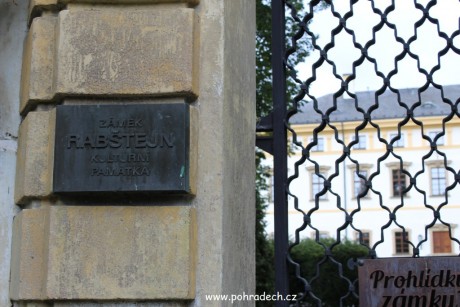 ZÁMEK
RABŠTEJN
KULTURNÍ
PAMÁTKA
Prohlídky
zámku
www.pohradech.cz